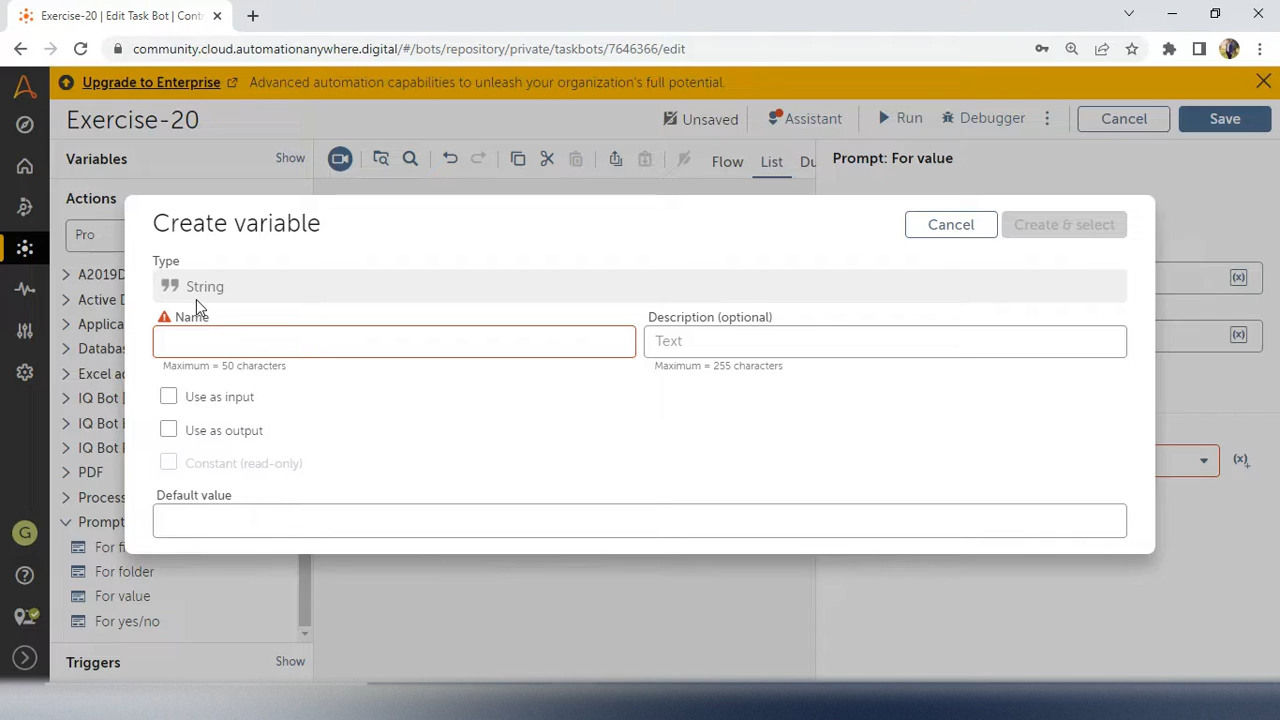 Exercise-20 | Edit Task Bot | Cont
community.cloud.automationanywhere.digital/#/bots/repository/private/taskbots/7646366/edit
Upgrade to Enterprise Advanced automation capabilities to unleash your organization's full potential.
Exercise-20 Unsaved Assistant Run Debugger Cancel Save
Variables Show Flow List Du Prompt: For value
Actions
Pro
Create variable Cancel Create & select
Type
String
Name Description (optional)
Text
Maximum = 50 characters Maximum = 255 characters
Use as input
Use as output
Constant (read-only)
Default value
A2019D
Active D
Applica
Databas
Excel ad
IQ Bot
IQ Bot
IQ Bot
PDF
Process
Prompt
For fi
For folder
For value
For yes/no
Triggers Show
G
(x)
(x)
(x)